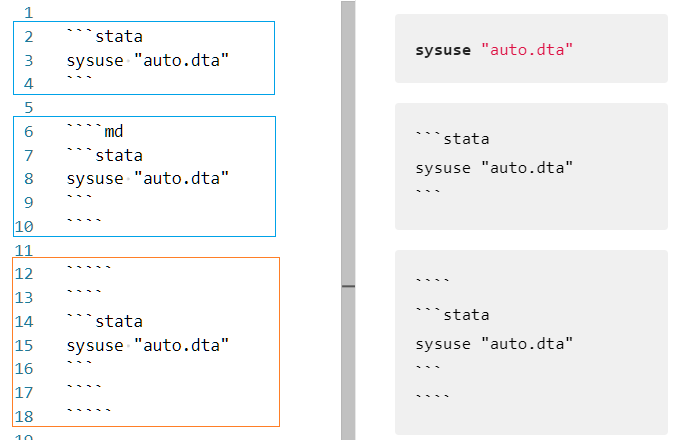 1
2 ```stata
3 sysuse "auto.dta"
4 ```
5
6 ````md
7 ```stata
8 sysuse "auto.dta"
9 ```
10 ````
11
12 `````
13 ````
14 ```stata
15 sysuse "auto.dta"
16 ```
17 ````
18 `````
19
sysuse "auto.dta"
```stata
sysuse "auto.dta"
```
````
```stata
sysuse "auto.dta"
```
````